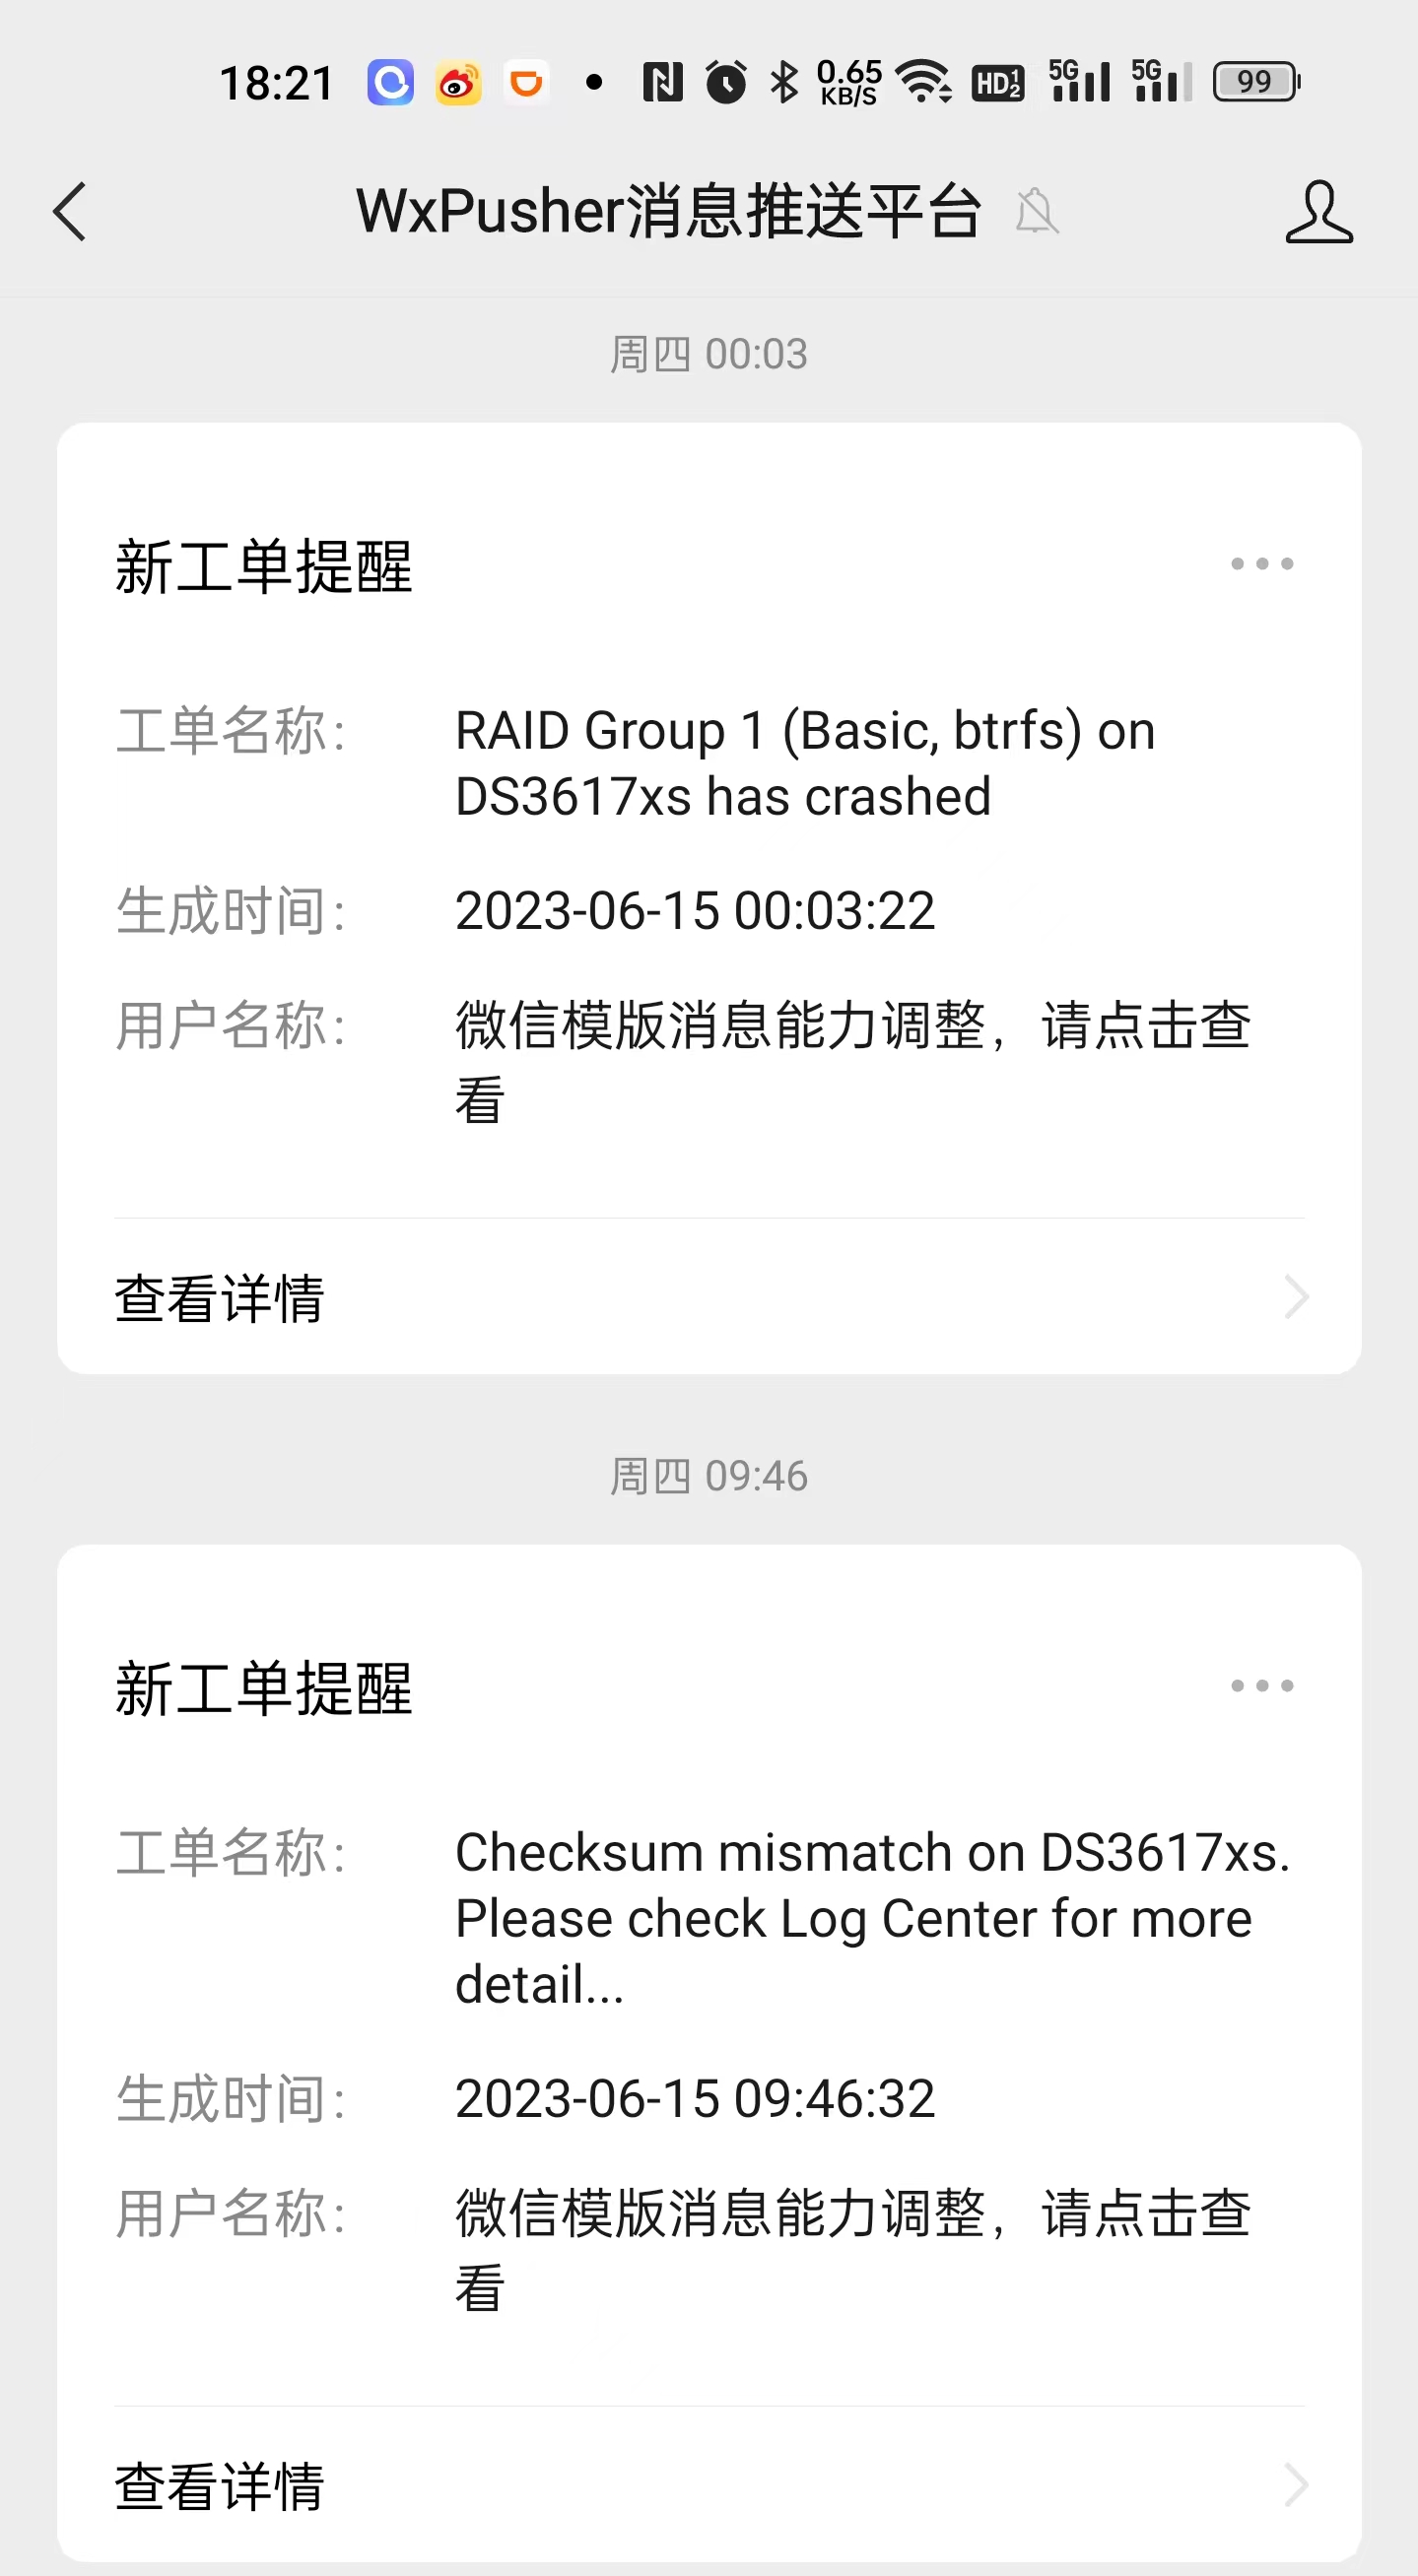 18:21 0.65 KB/S HD 1 2 5G 5G 99
WxPusher消息推送平台
周四 00:03
新工单提醒
工单名称: RAID Group 1 (Basic, btrfs) on
DS3617xs has crashed
生成时间: 2023-06-15 00:03:22
用户名称: 微信模版消息能力调整，请点击查
看
查看详情
周四 09:46
新工单提醒
工单名称: Checksum mismatch on DS3617xs.
Please check Log Center for more
detail...
生成时间: 2023-06-15 09:46:32
用户名称: 微信模版消息能力调整，请点击查
看
查看详情